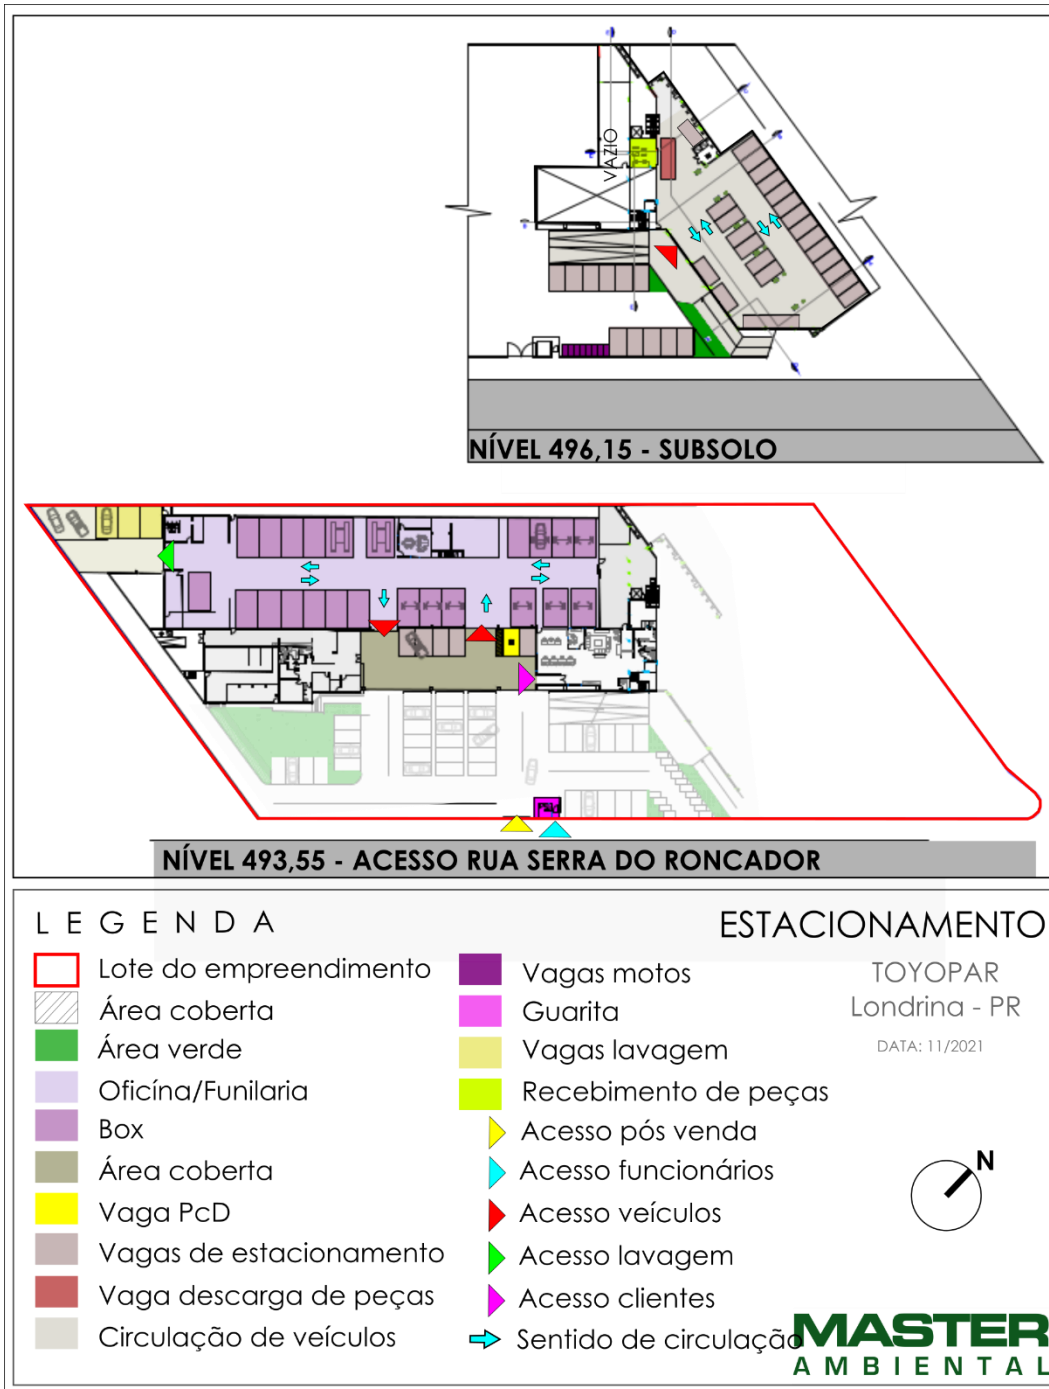 VAZIO
NÍVEL 496,15 - SUBSOLO
NÍVEL 493,55 - ACESSO RUA SERRA DO RONCADOR
LEGENDA
Lote do empreendimento
Área coberta
Área verde
Oficína/Funilaria
Box
Área coberta
Vaga PcD
Vagas de estacionamento
Vaga descarga de peças
Circulação de veículos
Vagas motos
Guarita
Vagas lavagem
Recebimento de peças
Acesso pós venda
Acesso funcionários
Acesso veículos
Acesso lavagem
Acesso clientes
Sentido de circulação
ESTACIONAMENTO
TOYOPAR
Londrina - PR
DATA: 11/2021
N
MASTER
AMBIENTAL